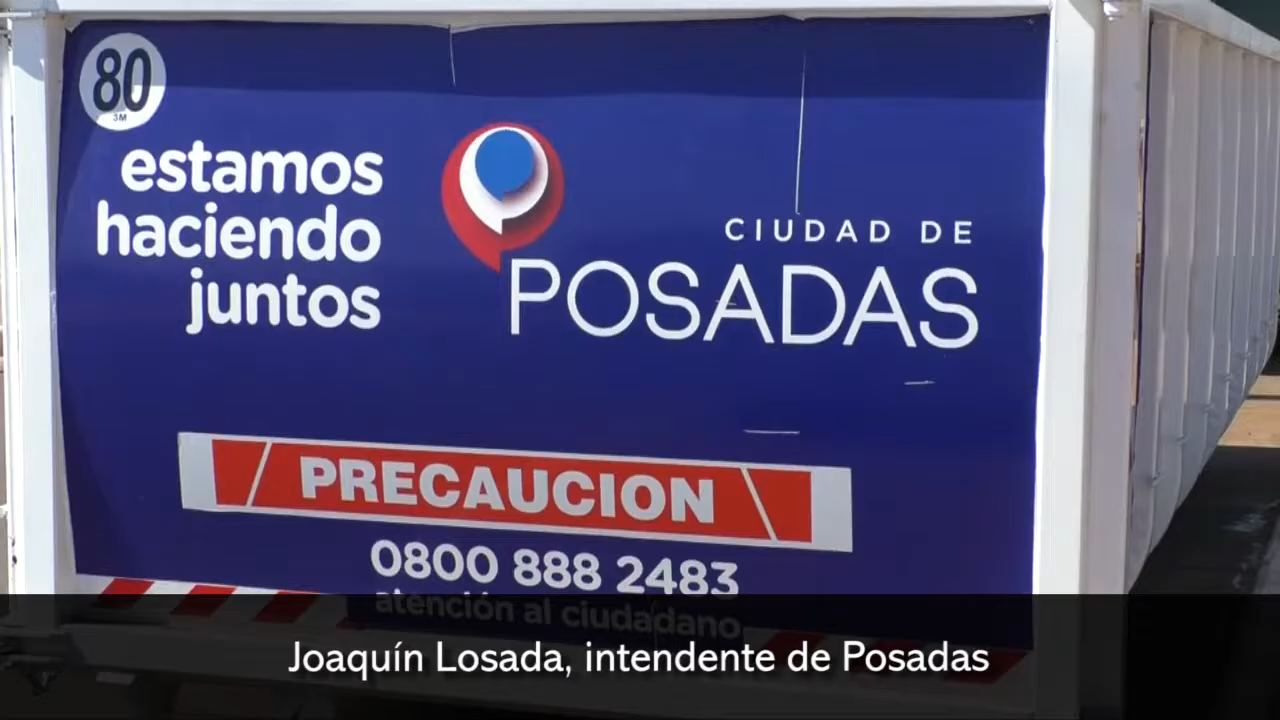 80
3M
estamos
haciendo
juntos
CIUDAD DE
POSADAS
PRECAUCION
0800 888 2483
atención al ciudadano
Joaquín Losada, intendente de Posadas